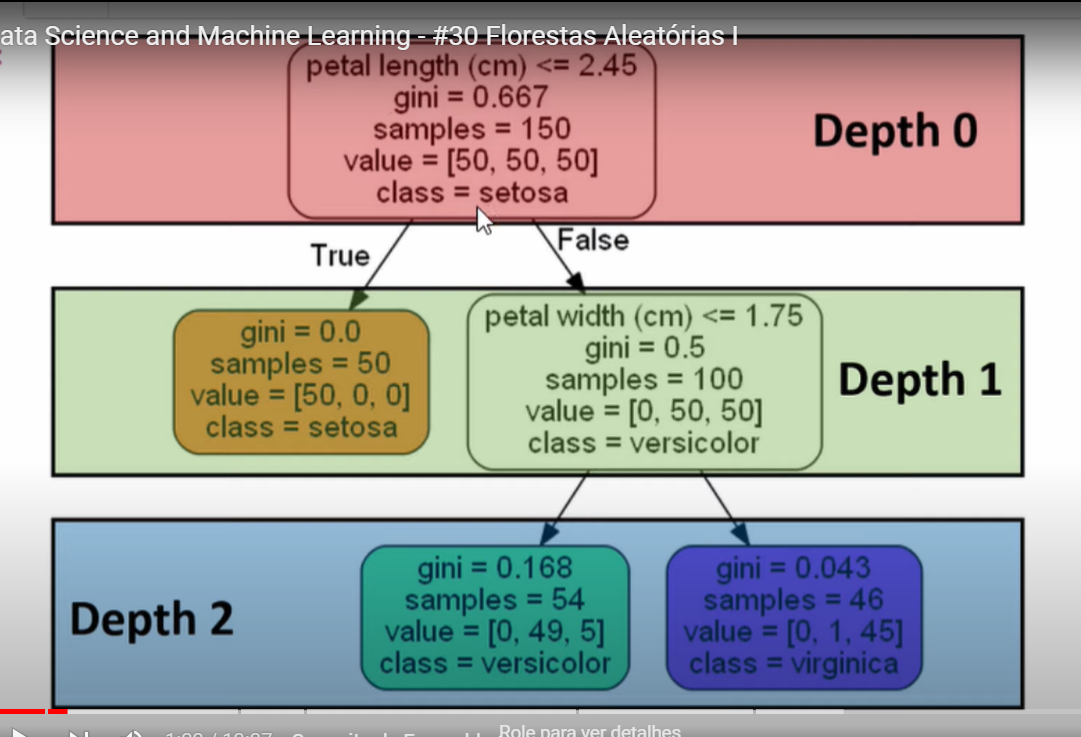 ata Science and Machine Learning - #30 Florestas Aleatórias I
petal length (cm) <= 2.45
gini = 0.667
samples = 150
value = [50, 50, 50]
class = setosa
Depth 0
True
False
gini = 0.0
samples = 50
value = [50, 0, 0]
class = setosa
petal width (cm) <= 1.75
gini = 0.5
samples = 100
value = [0, 50, 50]
class = versicolor
Depth 1
Depth 2
gini = 0.168
samples = 54
value = [0, 49, 5]
class = versicolor
gini = 0.043
samples = 46
value = [0, 1, 45]
class = virginica
Role para ver detalhes